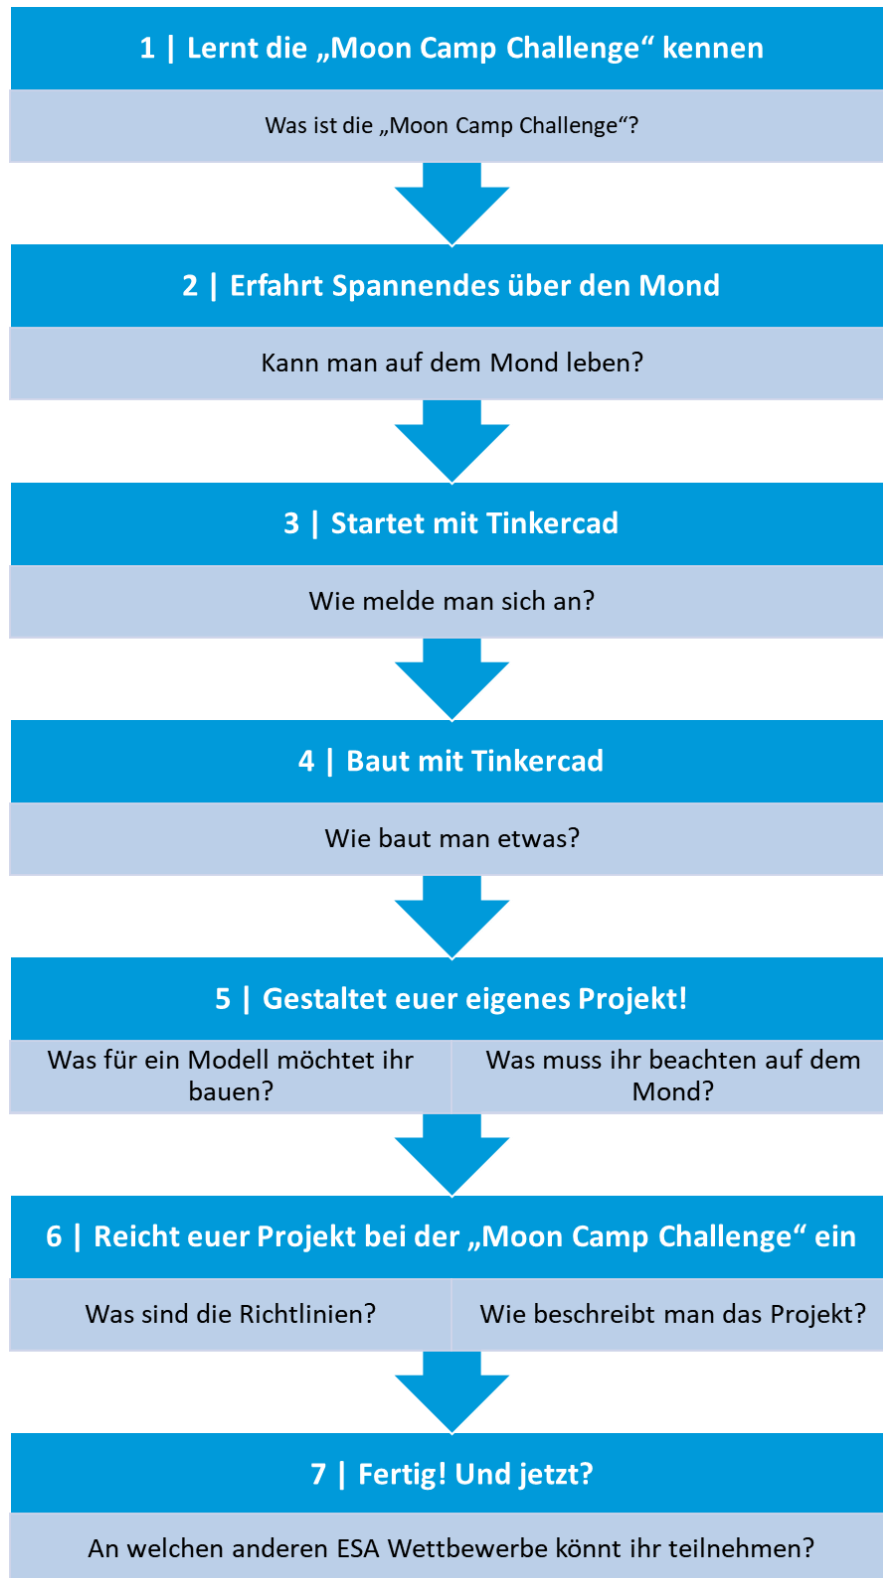 1 | Lernt die „Moon Camp Challenge“ kennen
Was ist die „Moon Camp Challenge“?
2 | Erfahrt Spannendes über den Mond
Kann man auf dem Mond leben?
3 | Startet mit Tinkercad
Wie melde man sich an?
4 | Baut mit Tinkercad
Wie baut man etwas?
5 | Gestaltet euer eigenes Projekt!
Was für ein Modell möchtet ihr
bauen?
Was muss ihr beachten auf dem
Mond?
6 | Reicht euer Projekt bei der „Moon Camp Challenge“ ein
Was sind die Richtlinien?
Wie beschreibt man das Projekt?
7 | Fertig! Und jetzt?
An welchen anderen ESA Wettbewerbe könnt ihr teilnehmen?